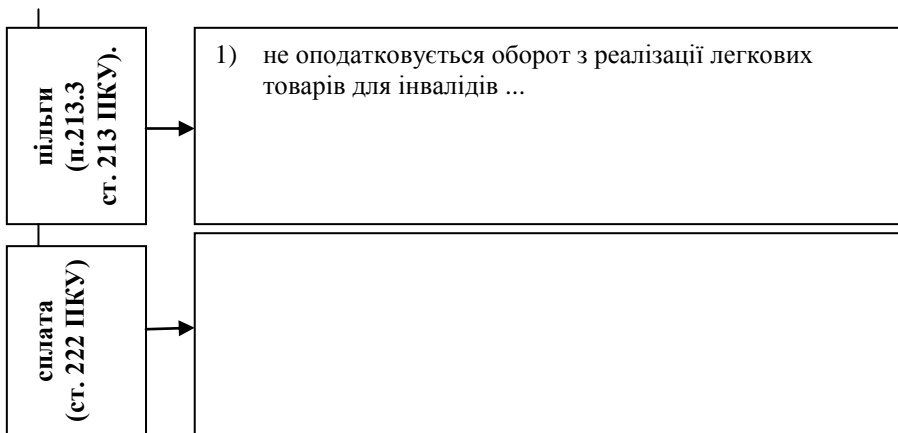 пільги
(п.213.3
ст. 213 ПКУ).
1) не оподатковується оборот з реалізації легкових
товарів для інвалідів ...
сплата
(ст. 222 ПКУ)